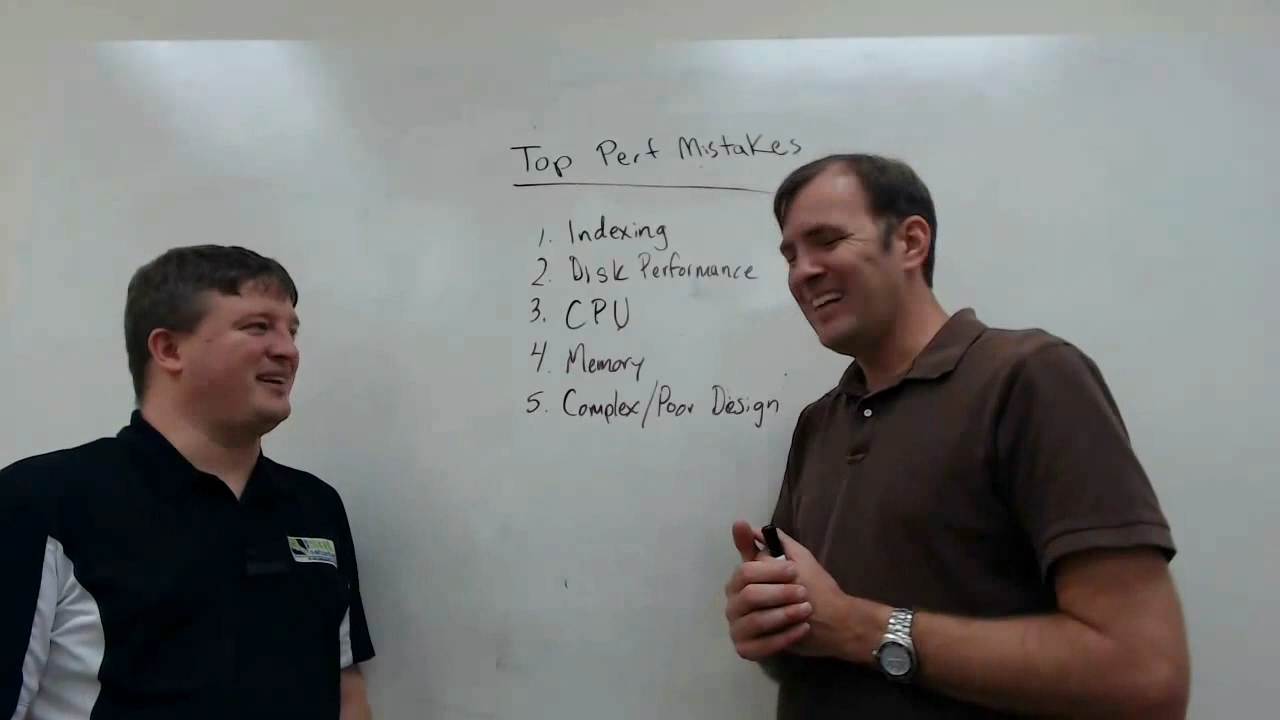 Top Perf Mistakes
1. Indexing
2. Disk Performance
3. CPU
4. Memory
5. Complex/Poor Design